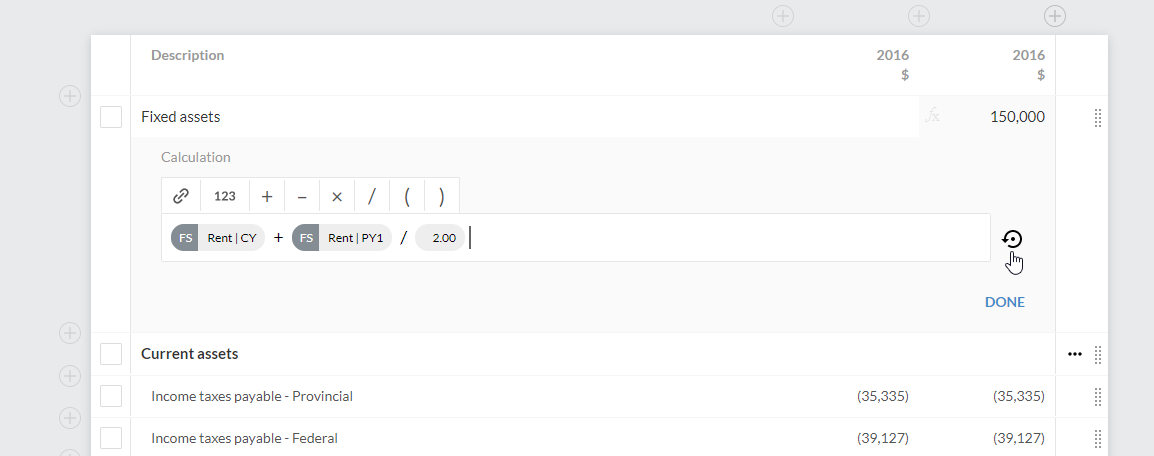 Description 2016 2016
$ $
Fixed assets fx 150,000
Calculation
123 + – × / ( )
FS Rent | CY + FS Rent | PY1 / 2.00
DONE
Current assets
Income taxes payable - Provincial (35,335) (35,335)
Income taxes payable - Federal (39,127) (39,127)